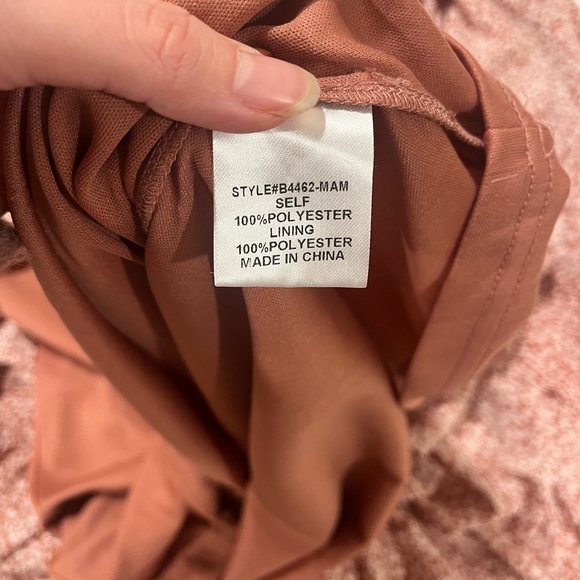 STYLE#B4462-MAM
SELF
100%POLYESTER
LINING
100%POLYESTER
MADE IN CHINA